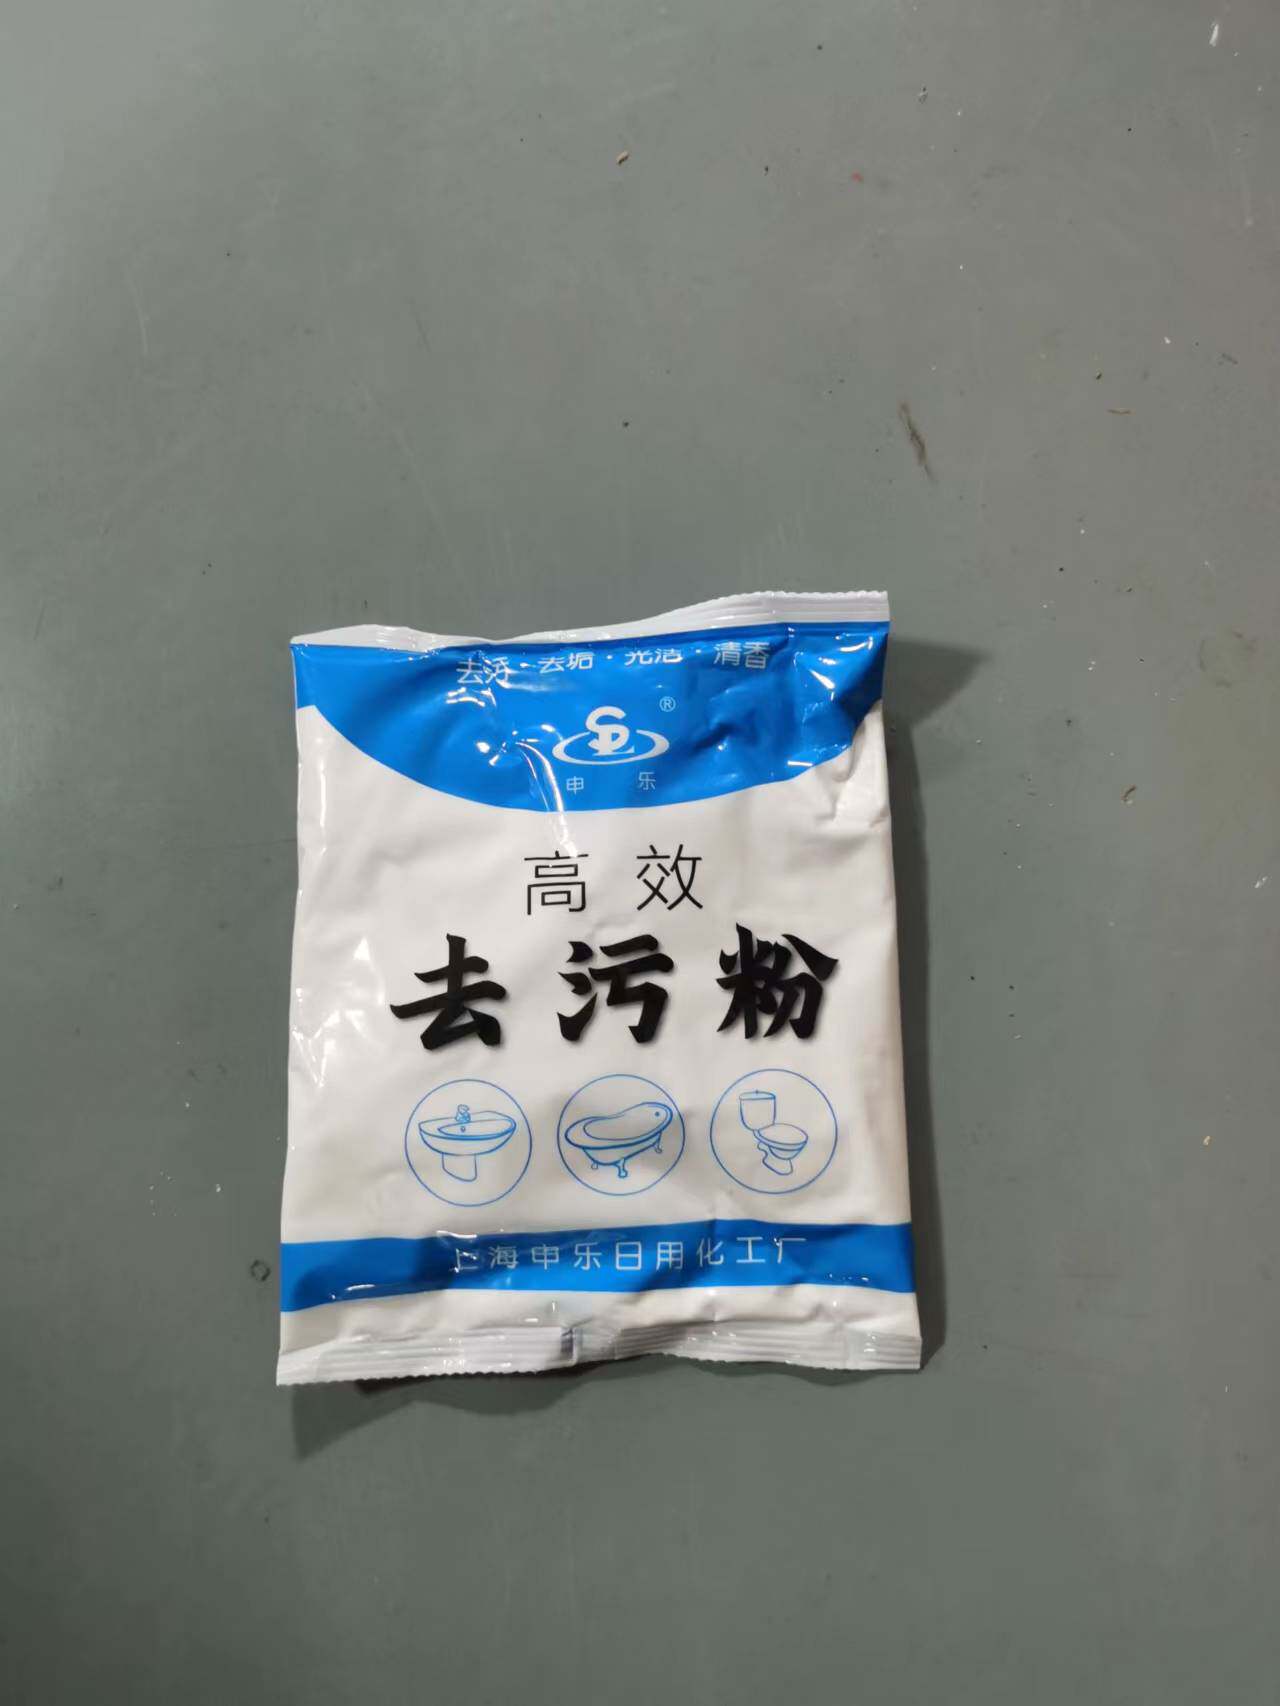 去污·去垢·光洁·清香
SL®
申乐
高效
去污粉
上海申乐日用化工厂